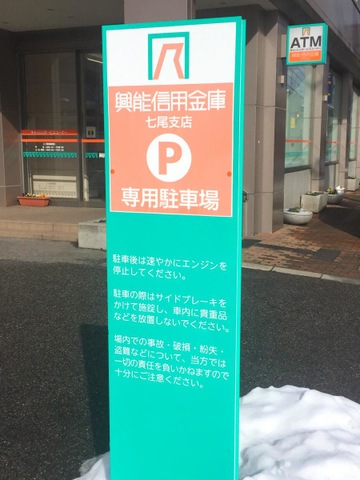 興能信用金庫
七尾支店
P
専用駐車場
駐車後は速やかにエンジンを
停止してください。
駐車の際はサイドブレーキを
かけて施錠し、車内に貴重品
などを放置しないでください。
場内での事故・破損・紛失・
盗難などについて、当方では
一切の責任を負いかねますので
十分にご注意ください。
ATM